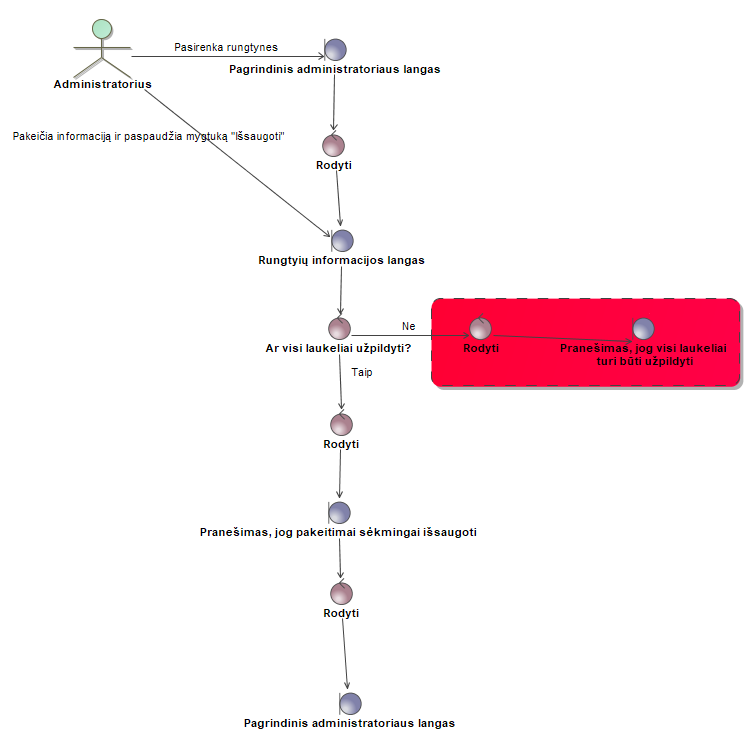 Pasirenka rungtynes
Administratorius
Pagrindinis administratoriaus langas
Pakeičia informaciją ir paspaudžia mygtuką "Išsaugoti"
Rodyti
Rungtyių informacijos langas
Ar visi laukeliai užpildyti?
Ne
Rodyti
Pranešimas, jog visi laukeliai
turi būti užpildyti
Taip
Rodyti
Pranešimas, jog pakeitimai sėkmingai išsaugoti
Rodyti
Pagrindinis administratoriaus langas